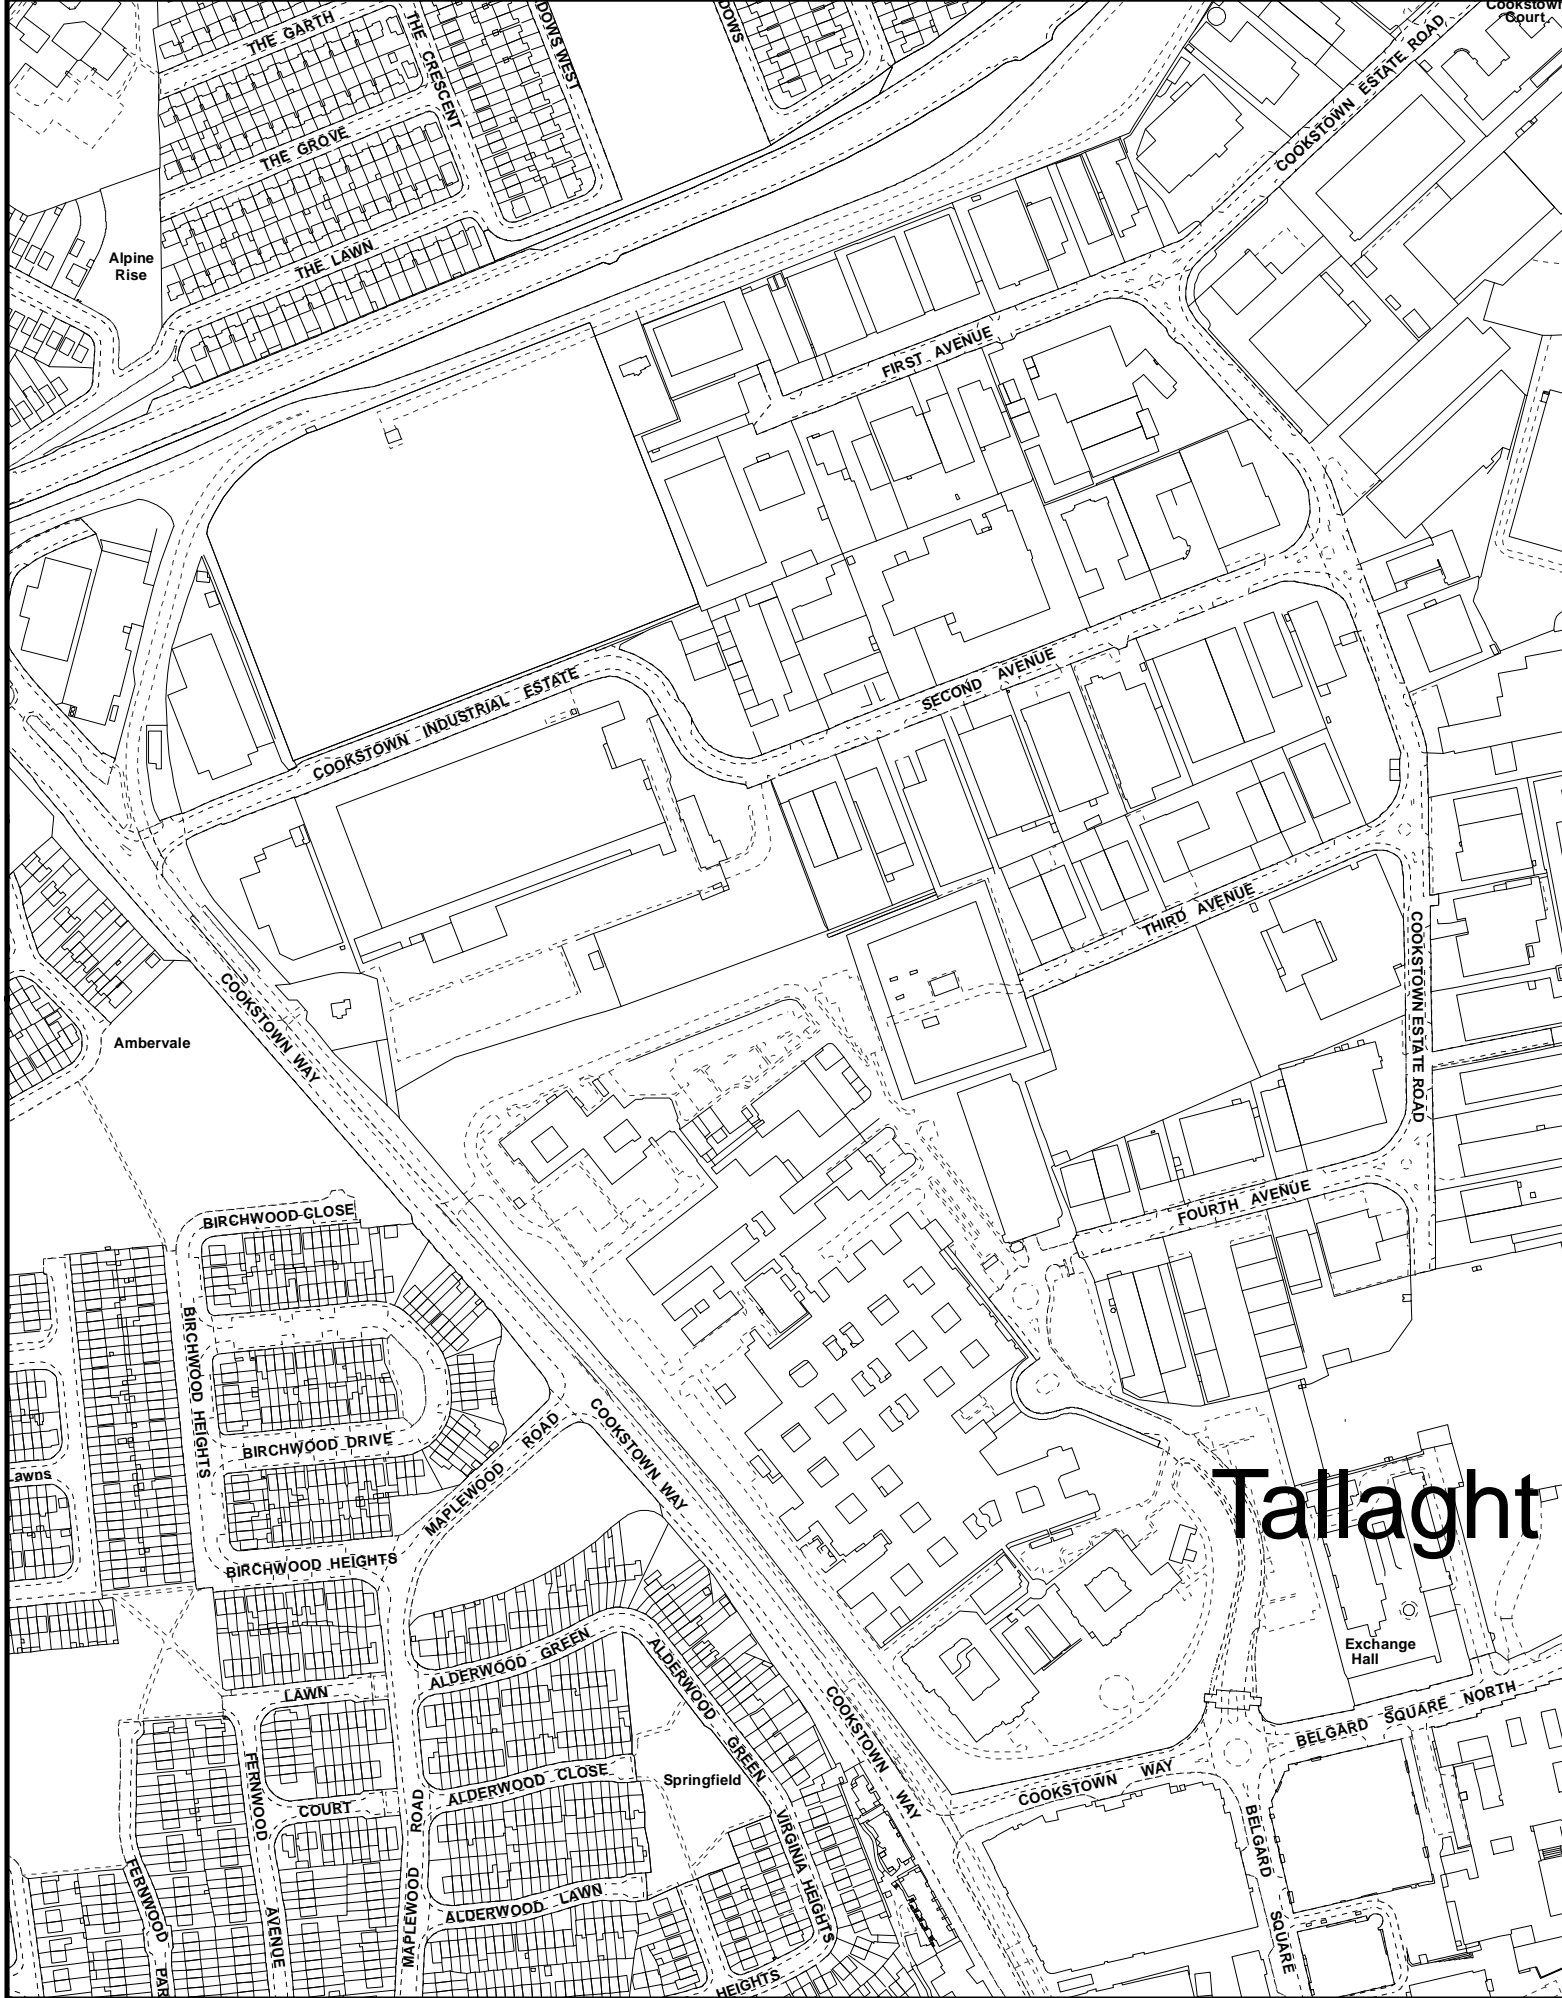 Cookstown
Court
THE GARTH
THE CRESCENT
DOWS WEST
DOWS
COOKSTOWN ESTATE ROAD
THE GROVE
Alpine
Rise
THE LAWN
FIRST AVENUE
SECOND AVENUE
COOKSTOWN INDUSTRIAL ESTATE
THIRD AVENUE
COOKSTOWN ESTATE ROAD
COOKSTOWN WAY
Ambervale
FOURTH AVENUE
BIRCHWOOD CLOSE
BIRCHWOOD HEIGHTS
BIRCHWOOD DRIVE
MAPLEWOOD ROAD
COOKSTOWN WAY
awns
Tallaght
BIRCHWOOD HEIGHTS
ALDERWOOD GREEN
ALDERWOOD GREEN
Exchange
Hall
LAWN
COOKSTOWN WAY
BELGARD SQUARE NORTH
FERNWOOD AVENUE
COURT
MAPLEWOOD ROAD
ALDERWOOD CLOSE
Springfield
COOKSTOWN WAY
BELGARD SQUARE
VIRGINIA HEIGHTS
FERNWOOD PAR
ALDERWOOD LAWN
HEIGHTS